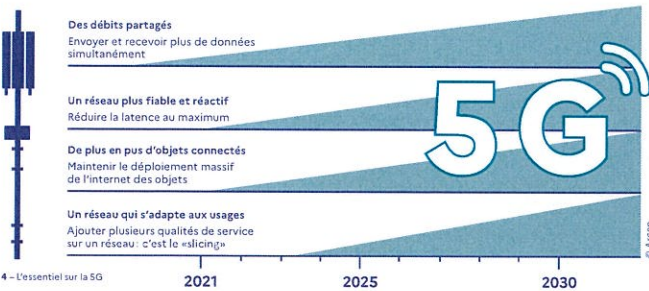 Des débits partagés
Envoyer et recevoir plus de données
simultanément
Un réseau plus fiable et réactif
Réduire la latence au maximum
De plus en pus d'objets connectés
Maintenir le déploiement massif
de l'internet des objets
Un réseau qui s'adapte aux usages
Ajouter plusieurs qualités de service
sur un réseau : c'est le «slicing»
5G
4 – L'essentiel sur la 5G
2021
2025
2030